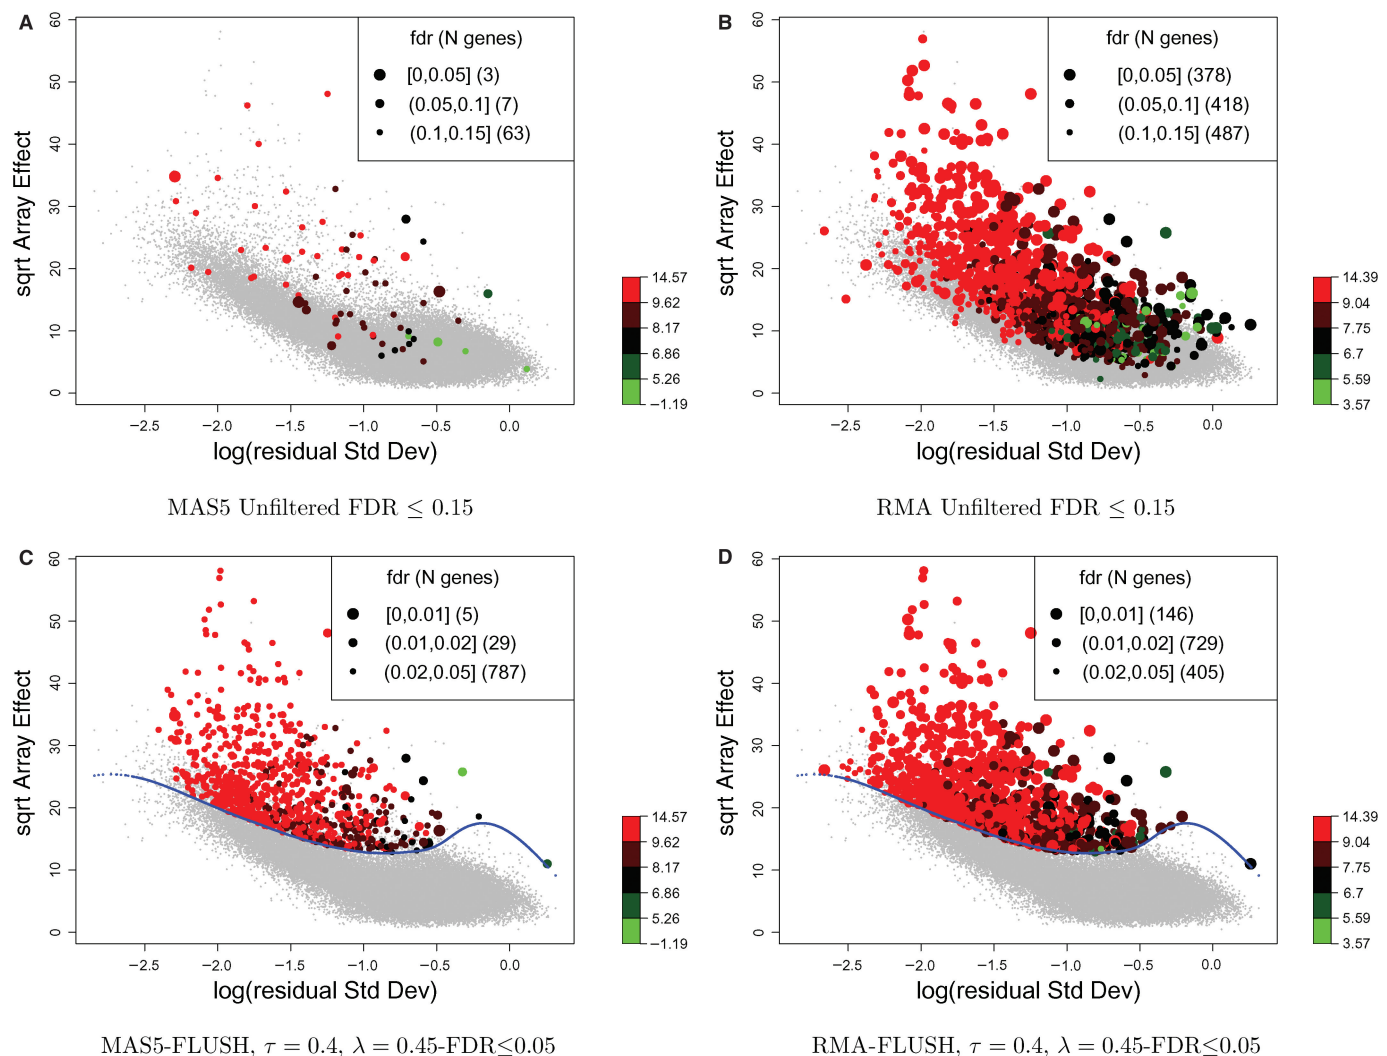 A
60
50
40
30
20
10
0
sqrt Array Effect
fdr (N genes)
[0,0.05] (3)
(0.05,0.1] (7)
(0.1,0.15] (63)
14.57
9.62
8.17
6.86
5.26
−1.19
−2.5 −2.0 −1.5 −1.0 −0.5 0.0
log(residual Std Dev)
MAS5 Unfiltered FDR ≤ 0.15
B
60
50
40
30
20
10
0
sqrt Array Effect
fdr (N genes)
[0,0.05] (378)
(0.05,0.1] (418)
(0.1,0.15] (487)
14.39
9.04
7.75
6.7
5.59
3.57
−2.5 −2.0 −1.5 −1.0 −0.5 0.0
log(residual Std Dev)
RMA Unfiltered FDR ≤ 0.15
C
60
50
40
30
20
10
0
sqrt Array Effect
fdr (N genes)
[0,0.01] (5)
(0.01,0.02] (29)
(0.02,0.05] (787)
14.57
9.62
8.17
6.86
5.26
−1.19
−2.5 −2.0 −1.5 −1.0 −0.5 0.0
log(residual Std Dev)
MAS5-FLUSH, τ = 0.4, λ = 0.45-FDR≤0.05
D
60
50
40
30
20
10
0
sqrt Array Effect
fdr (N genes)
[0,0.01] (146)
(0.01,0.02] (729)
(0.02,0.05] (405)
14.39
9.04
7.75
6.7
5.59
3.57
−2.5 −2.0 −1.5 −1.0 −0.5 0.0
log(residual Std Dev)
RMA-FLUSH, τ = 0.4, λ = 0.45-FDR≤0.05